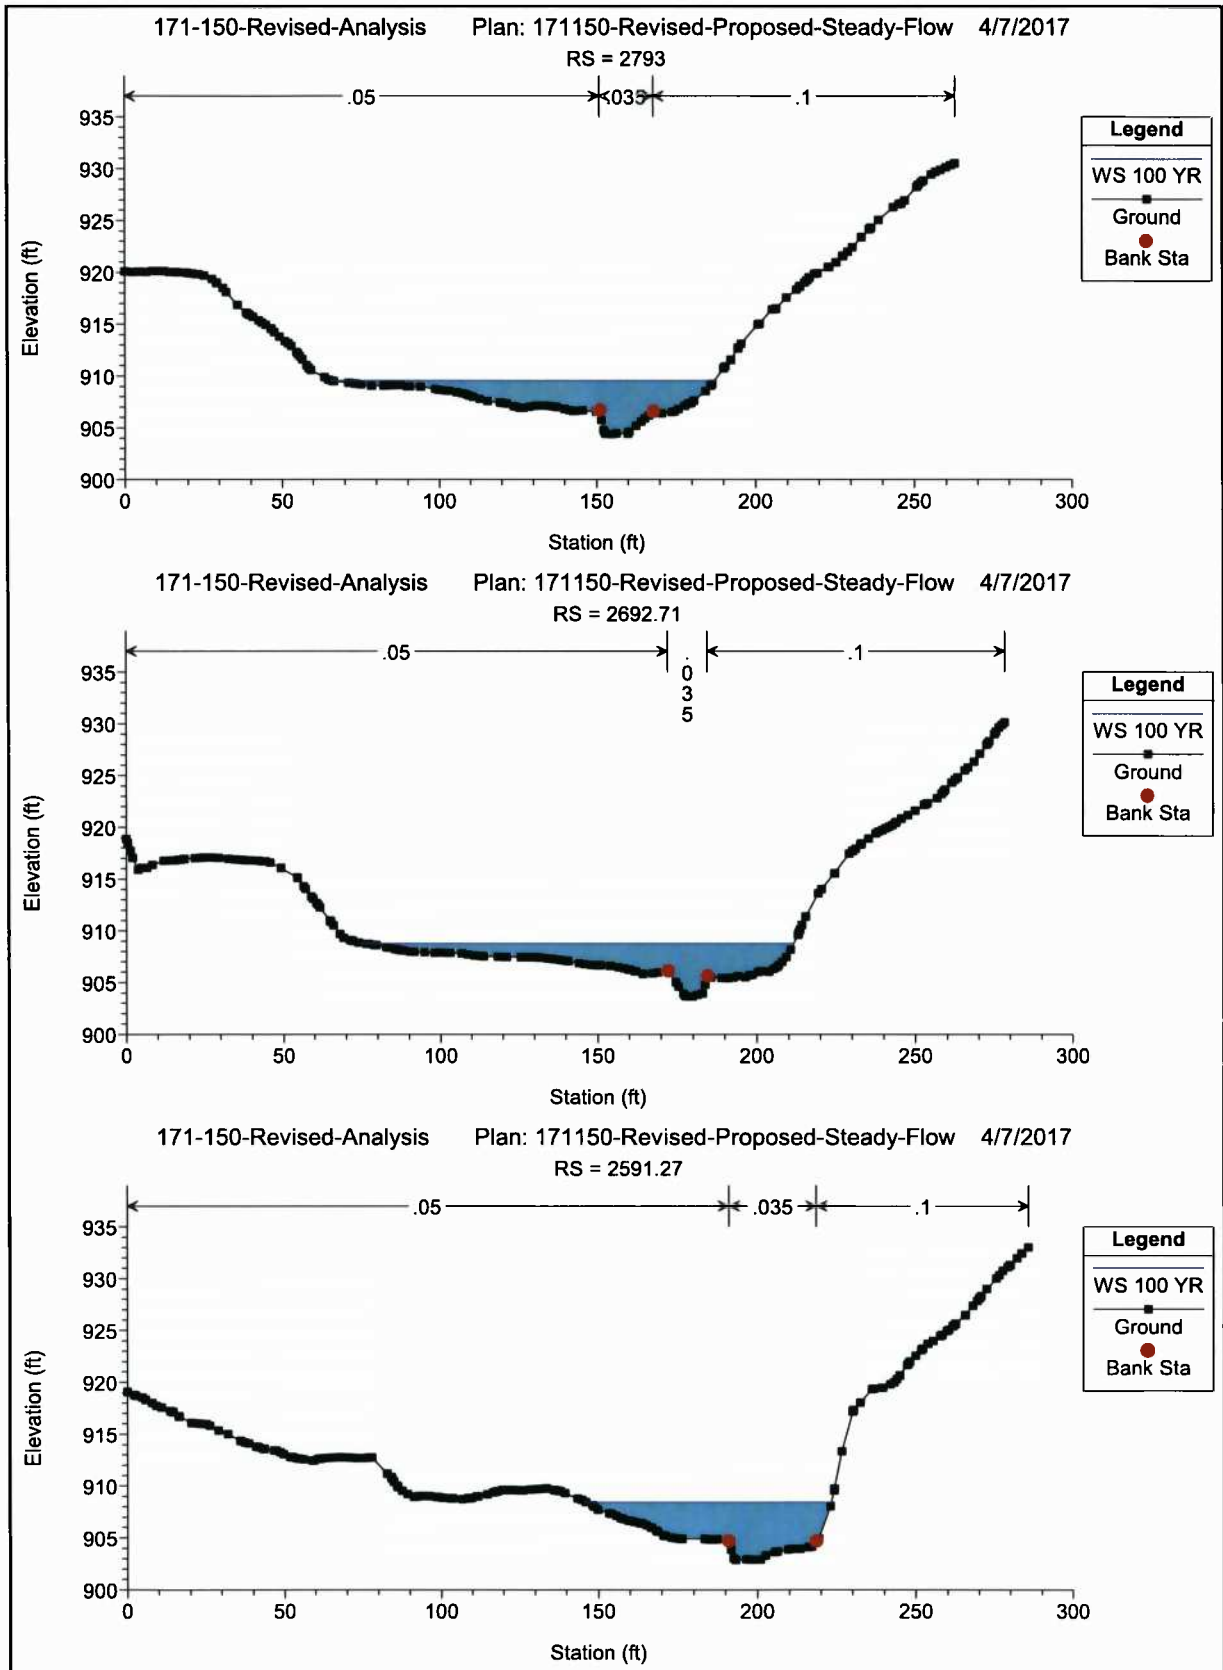 171-150-Revised-Analysis Plan: 171150-Revised-Proposed-Steady-Flow 4/7/2017
RS = 2793
.05 .035 .1
935
930
925
920
915
910
905
900
Elevation (ft)
0 50 100 150 200 250 300
Station (ft)
Legend
WS 100 YR
Ground
Bank Sta
171-150-Revised-Analysis Plan: 171150-Revised-Proposed-Steady-Flow 4/7/2017
RS = 2692.71
.05 .035 .1
935
930
925
920
915
910
905
900
Elevation (ft)
0 50 100 150 200 250 300
Station (ft)
Legend
WS 100 YR
Ground
Bank Sta
171-150-Revised-Analysis Plan: 171150-Revised-Proposed-Steady-Flow 4/7/2017
RS = 2591.27
.05 .035 .1
935
930
925
920
915
910
905
900
Elevation (ft)
0 50 100 150 200 250 300
Station (ft)
Legend
WS 100 YR
Ground
Bank Sta